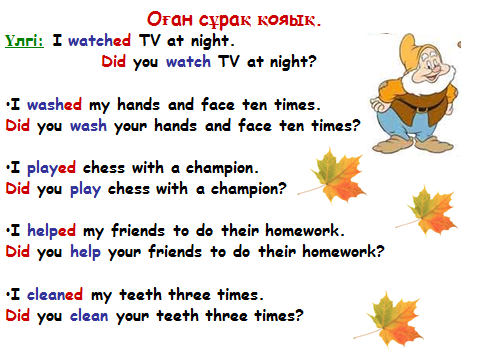 Оған сұрақ қояық.
Үлгі: I watched TV at night.
Did you watch TV at night?
•I washed my hands and face ten times.
Did you wash your hands and face ten times?
•I played chess with a champion.
Did you play chess with a champion?
•I helped my friends to do their homework.
Did you help your friends to do their homework?
•I cleaned my teeth three times.
Did you clean your teeth three times?